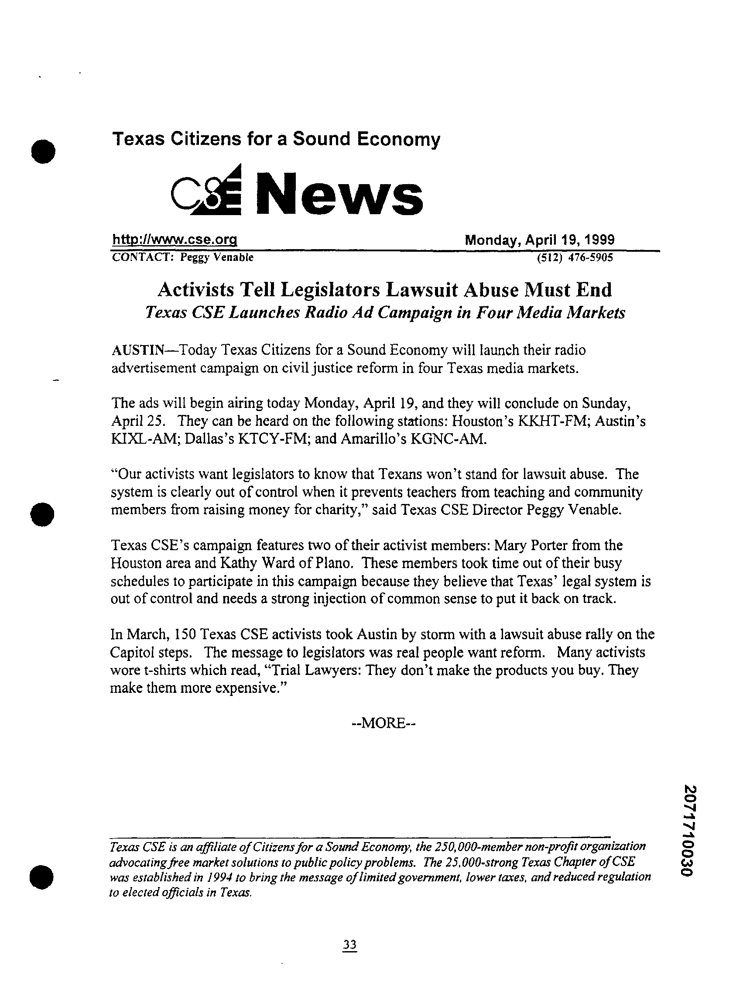 Texas Citizens for a Sound Economy
CSE News
http://www.cse.org Monday, April 19, 1999
CONTACT: Peggy Venable (512) 476-5905
Activists Tell Legislators Lawsuit Abuse Must End
Texas CSE Launches Radio Ad Campaign in Four Media Markets
AUSTIN—Today Texas Citizens for a Sound Economy will launch their radio
advertisement campaign on civil justice reform in four Texas media markets.
The ads will begin airing today Monday, April 19, and they will conclude on Sunday,
April 25. They can be heard on the following stations: Houston's KKHT-FM; Austin's
KIXL-AM; Dallas's KTCY-FM; and Amarillo's KGNC-AM.
“Our activists want legislators to know that Texans won't stand for lawsuit abuse. The
system is clearly out of control when it prevents teachers from teaching and community
members from raising money for charity,” said Texas CSE Director Peggy Venable.
Texas CSE's campaign features two of their activist members: Mary Porter from the
Houston area and Kathy Ward of Plano. These members took time out of their busy
schedules to participate in this campaign because they believe that Texas' legal system is
out of control and needs a strong injection of common sense to put it back on track.
In March, 150 Texas CSE activists took Austin by storm with a lawsuit abuse rally on the
Capitol steps. The message to legislators was real people want reform. Many activists
wore t-shirts which read, “Trial Lawyers: They don't make the products you buy. They
make them more expensive.”
--MORE--
Texas CSE is an affiliate of Citizens for a Sound Economy, the 250,000-member non-profit organization
advocating free market solutions to public policy problems. The 25,000-strong Texas Chapter of CSE
was established in 1994 to bring the message of limited government, lower taxes, and reduced regulation
to elected officials in Texas.
2071710030
33